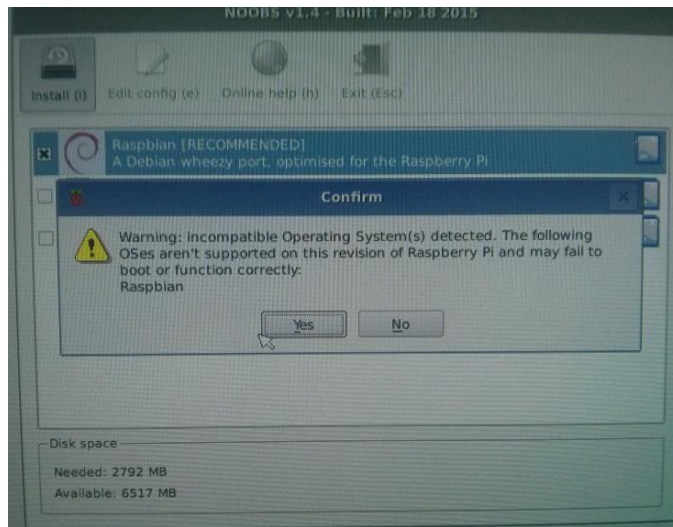 NOOBS v1.4 - Built: Feb 18 2015
Install (i) Edit config (e) Online help (h) Exit (Esc)
Raspbian [RECOMMENDED]
A Debian wheezy port, optimised for the Raspberry Pi
Confirm
Warning: incompatible Operating System(s) detected. The following
OSes aren't supported on this revision of Raspberry Pi and may fail to
boot or function correctly:
Raspbian
Yes No
Disk space
Needed: 2792 MB
Available: 6517 MB